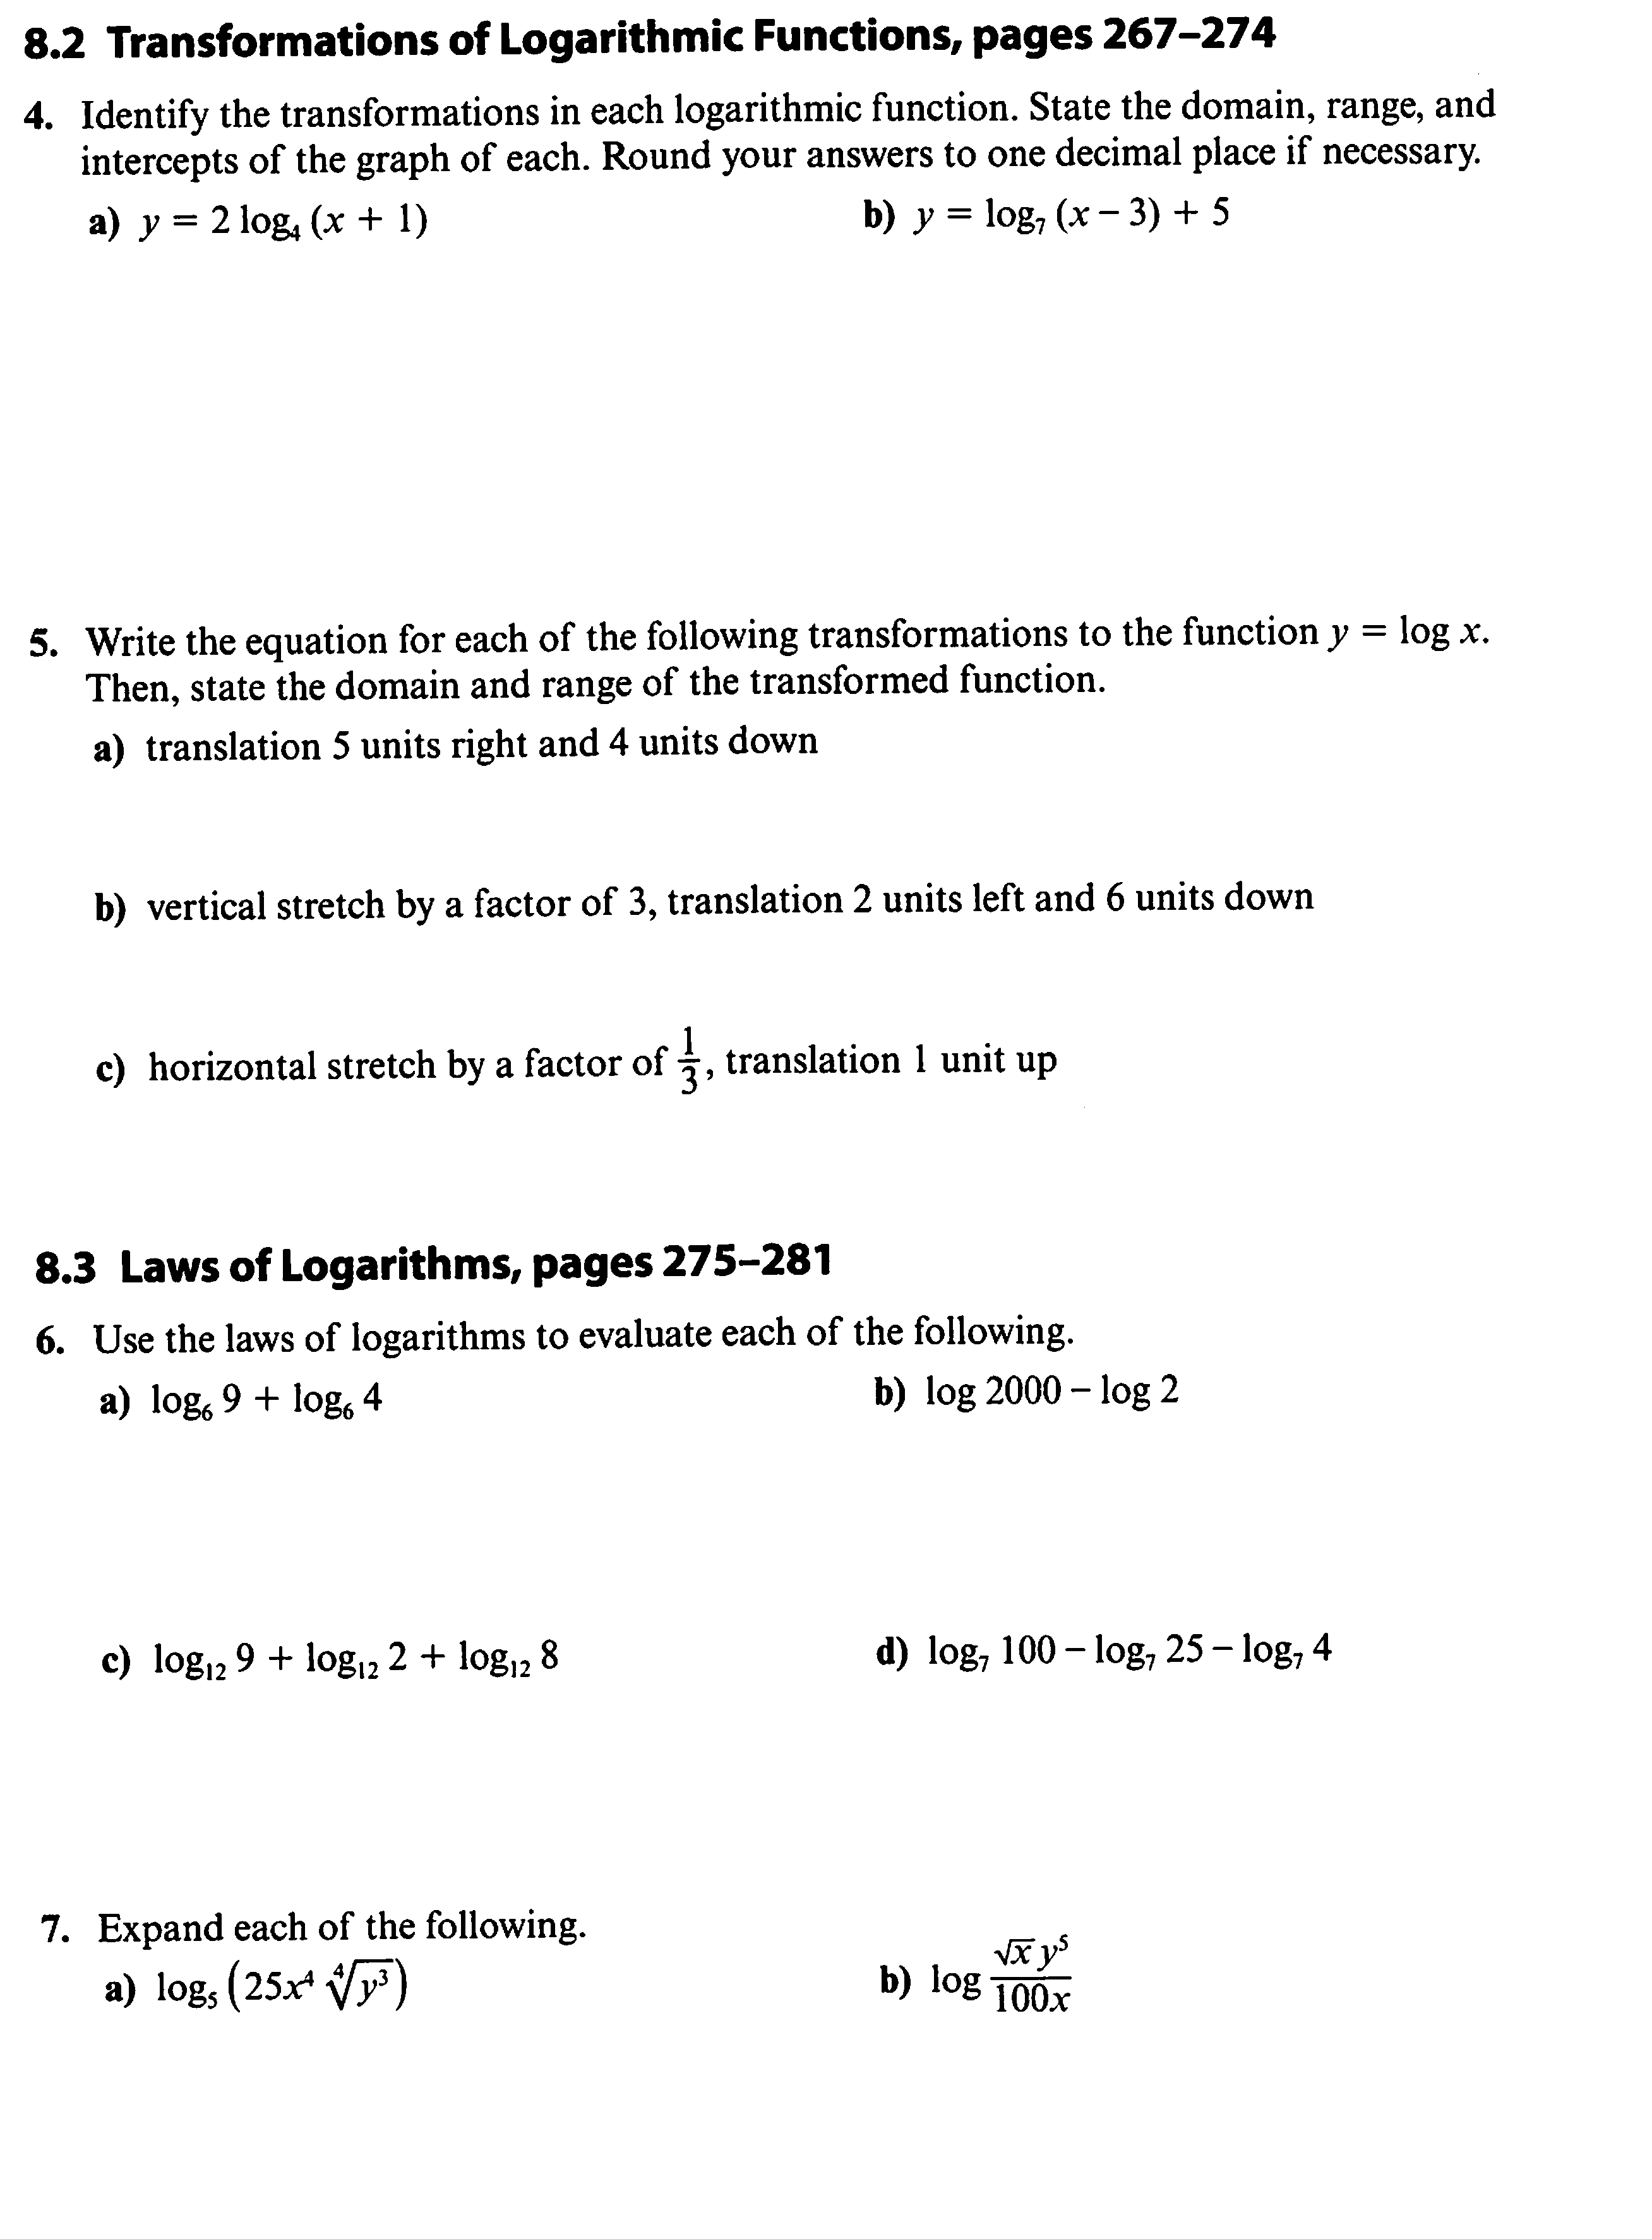 8.2 Transformations of Logarithmic Functions, pages 267–274
4. Identify the transformations in each logarithmic function. State the domain, range, and
intercepts of the graph of each. Round your answers to one decimal place if necessary.
a) y = 2 log₄ (x + 1)
b) y = log₇ (x – 3) + 5
5. Write the equation for each of the following transformations to the function y = log x.
Then, state the domain and range of the transformed function.
a) translation 5 units right and 4 units down
b) vertical stretch by a factor of 3, translation 2 units left and 6 units down
c) horizontal stretch by a factor of 1/3, translation 1 unit up
8.3 Laws of Logarithms, pages 275–281
6. Use the laws of logarithms to evaluate each of the following.
a) log₆ 9 + log₆ 4
b) log 2000 – log 2
c) log₁₂ 9 + log₁₂ 2 + log₁₂ 8
d) log₇ 100 – log₇ 25 – log₇ 4
7. Expand each of the following.
a) log₅ (25x⁴ ∜y³)
b) log √x y⁵ / 100x